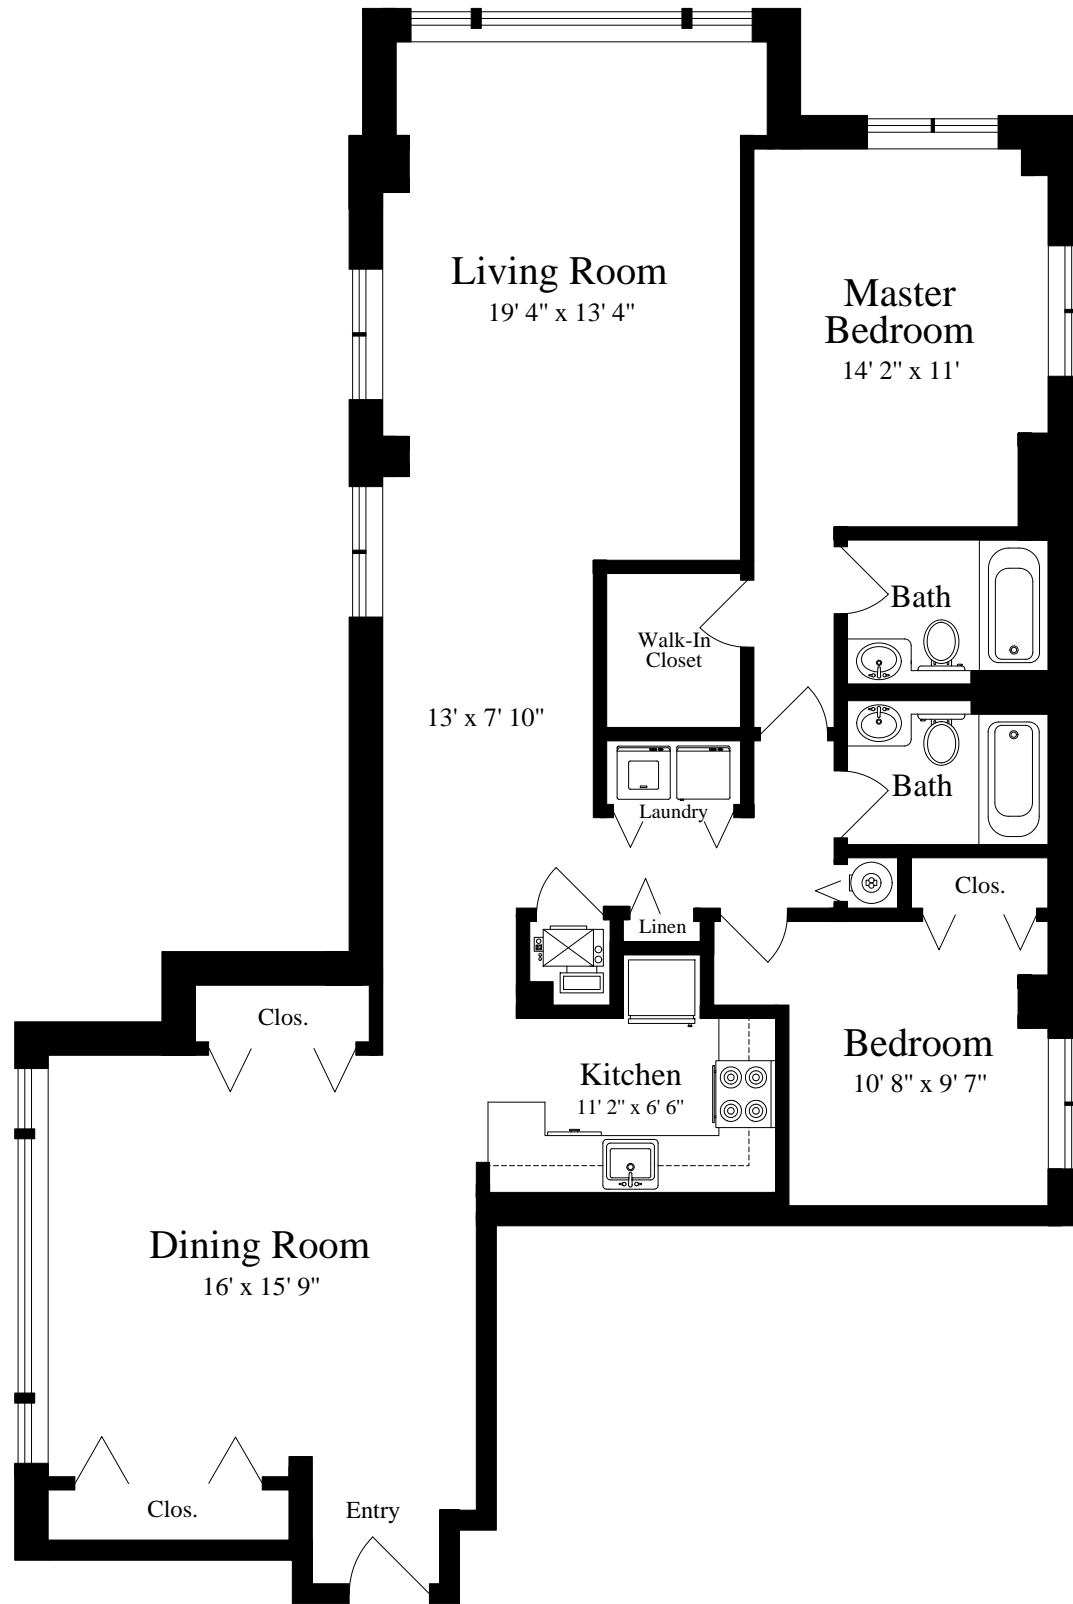 Living Room
19' 4" x 13' 4"
Master
Bedroom
14' 2" x 11'
Bath
Walk-In
Closet
13' x 7' 10"
Bath
Laundry
Clos.
Linen
Clos.
Bedroom
10' 8" x 9' 7"
Kitchen
11' 2" x 6' 6"
Dining Room
16' x 15' 9"
Clos.
Entry